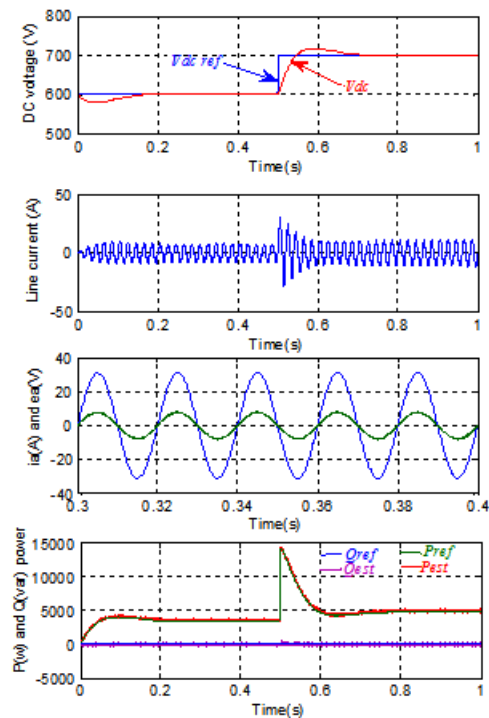 800
700
600
500
DC voltage (V)
Vdc ref
Vdc
0 0.2 0.4 0.6 0.8 1
Time(s)
50
0
-50
Line current (A)
0 0.2 0.4 0.6 0.8 1
Time(s)
40
20
0
-20
-40
ia(A) and ea(V)
0.3 0.32 0.34 0.36 0.38 0.4
Time(s)
15000
10000
5000
0
-5000
P(w) and Q(var) power
Qref Pref
Qest Pest
0 0.2 0.4 0.6 0.8 1
Time(s)